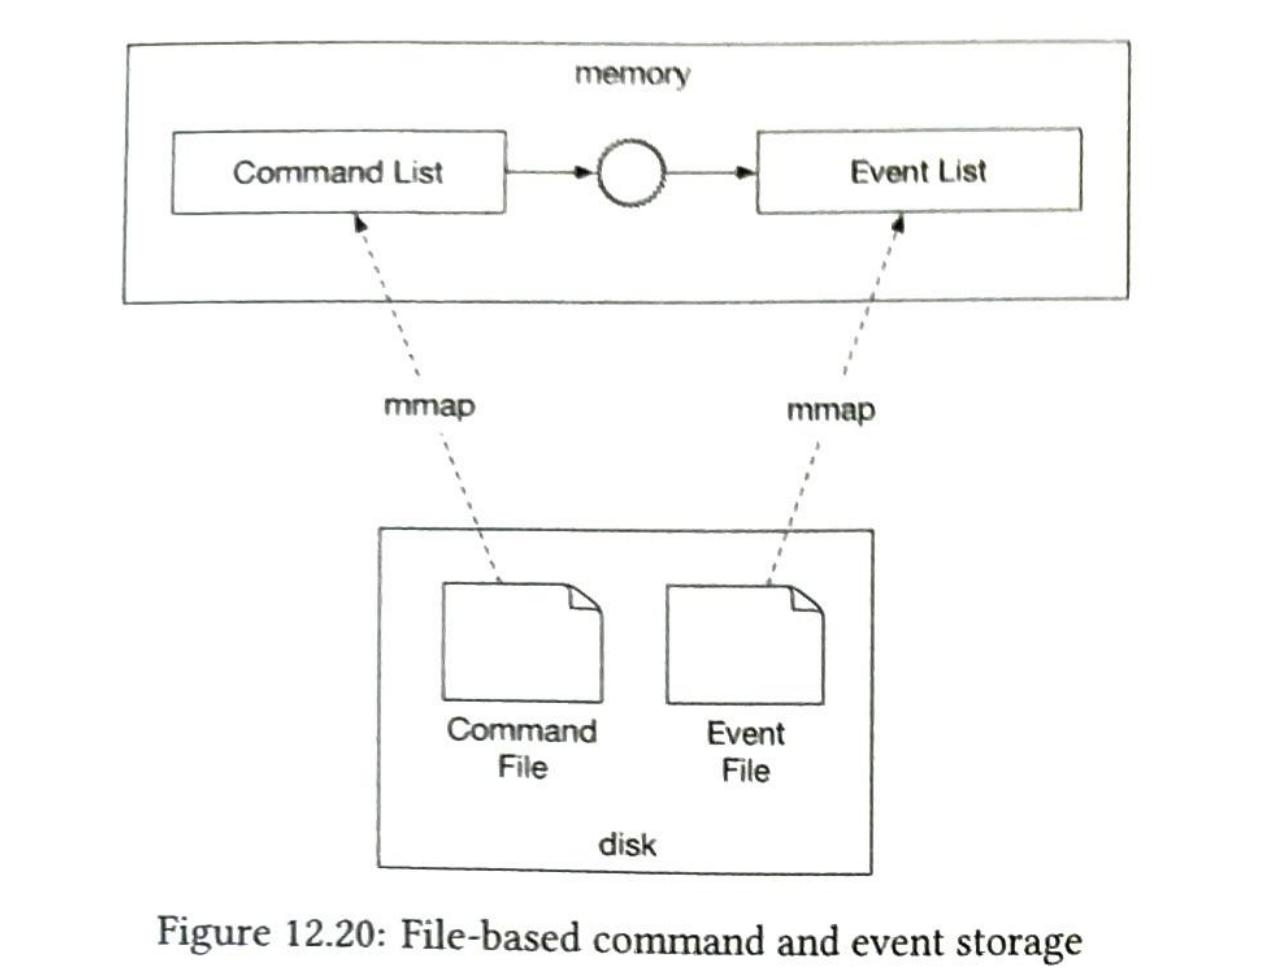 memory
Command List
Event List
mmap
mmap
Command
File
Event
File
disk
Figure 12.20: File-based command and event storage